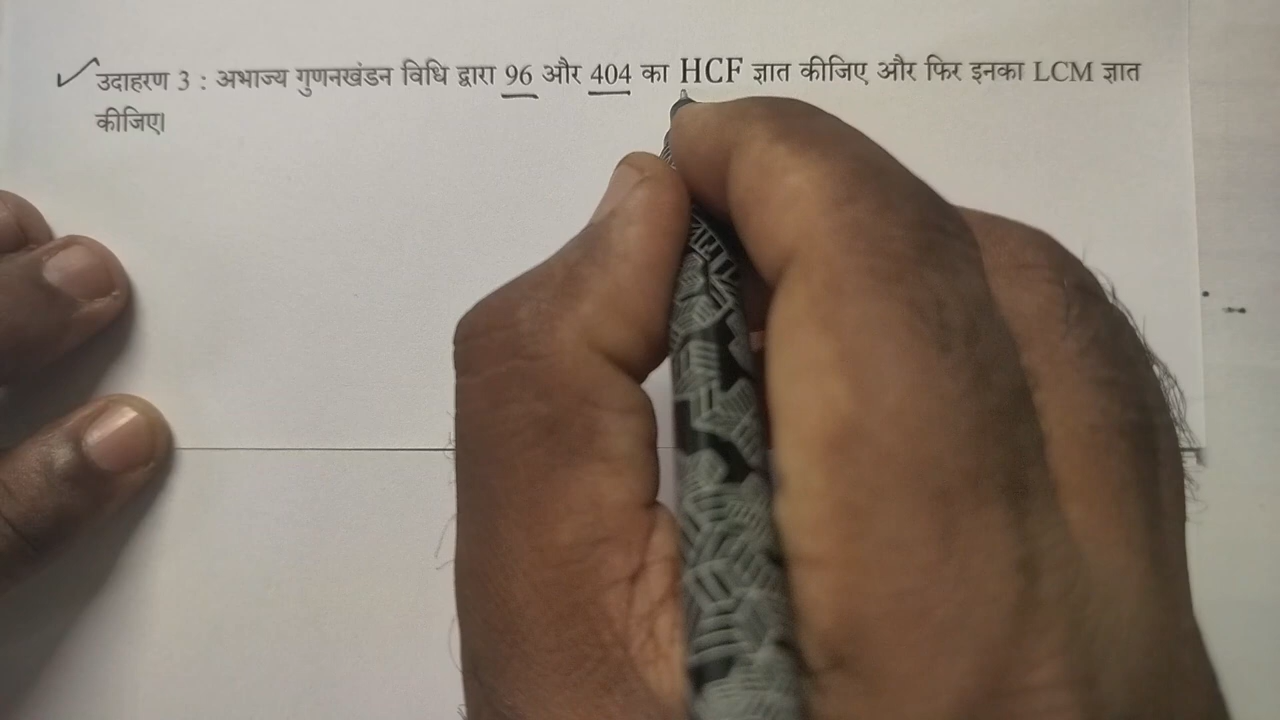 उदाहरण 3 : अभाज्य गुणनखंडन विधि द्वारा 96 और 404 का HCF ज्ञात कीजिए और फिर इनका LCM ज्ञात
कीजिए।